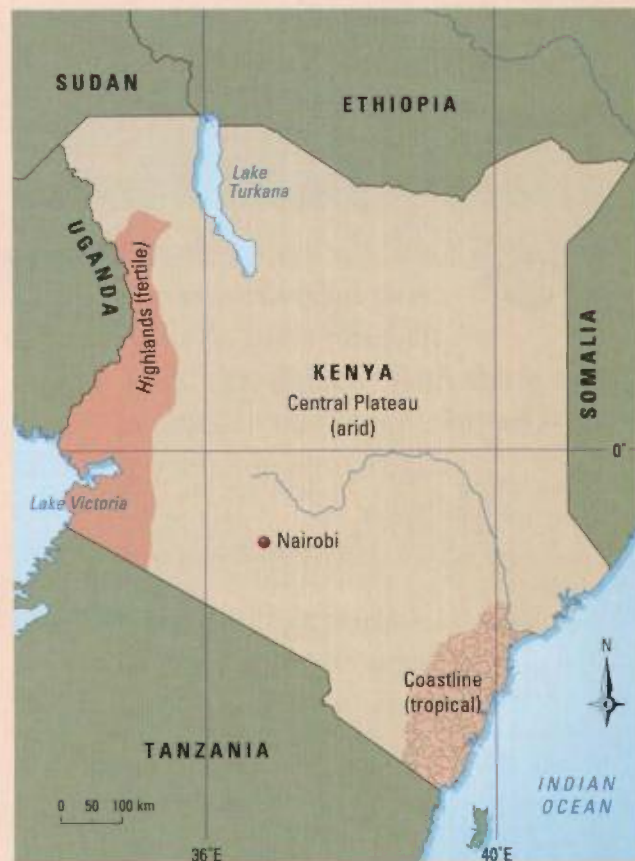 SUDAN
ETHIOPIA
Lake
Turkana
UGANDA
Highlands (fertile)
SOMALIA
KENYA
Central Plateau
(arid)
0°
Lake Victoria
Nairobi
Coastline
(tropical)
N
TANZANIA
INDIAN
OCEAN
0 50 100 km
36°E
40°E